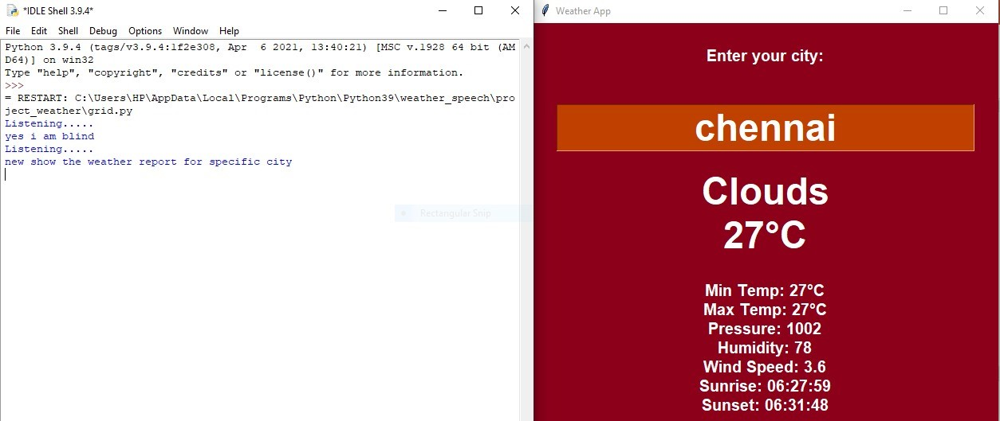 *IDLE Shell 3.9.4*
File Edit Shell Debug Options Window Help
Python 3.9.4 (tags/v3.9.4:1f2e308, Apr  6 2021, 13:40:21) [MSC v.1928 64 bit (AM
D64)] on win32
Type "help", "copyright", "credits" or "license()" for more information.
>>>
= RESTART: C:\Users\HP\AppData\Local\Programs\Python\Python39\weather_speech\pro
ject_weather\grid.py
Listening.....
yes i am blind
Listening.....
new show the weather report for specific city
Rectangular Snip
Weather App
Enter your city:
chennai
Clouds
27°C
Min Temp: 27°C
Max Temp: 27°C
Pressure: 1002
Humidity: 78
Wind Speed: 3.6
Sunrise: 06:27:59
Sunset: 06:31:48